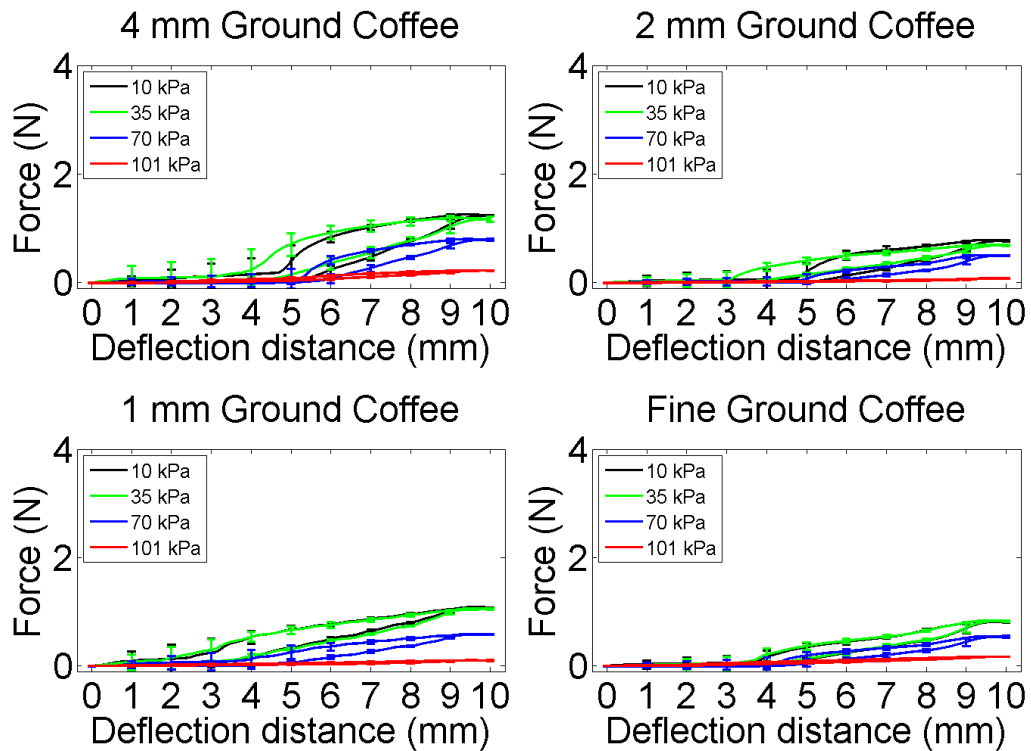 4 mm Ground Coffee
Force (N)
4
2
0
10 kPa
35 kPa
70 kPa
101 kPa
0 1 2 3 4 5 6 7 8 9 10
Deflection distance (mm)
2 mm Ground Coffee
Force (N)
4
2
0
10 kPa
35 kPa
70 kPa
101 kPa
0 1 2 3 4 5 6 7 8 9 10
Deflection distance (mm)
1 mm Ground Coffee
Force (N)
4
2
0
10 kPa
35 kPa
70 kPa
101 kPa
0 1 2 3 4 5 6 7 8 9 10
Deflection distance (mm)
Fine Ground Coffee
Force (N)
4
2
0
10 kPa
35 kPa
70 kPa
101 kPa
0 1 2 3 4 5 6 7 8 9 10
Deflection distance (mm)